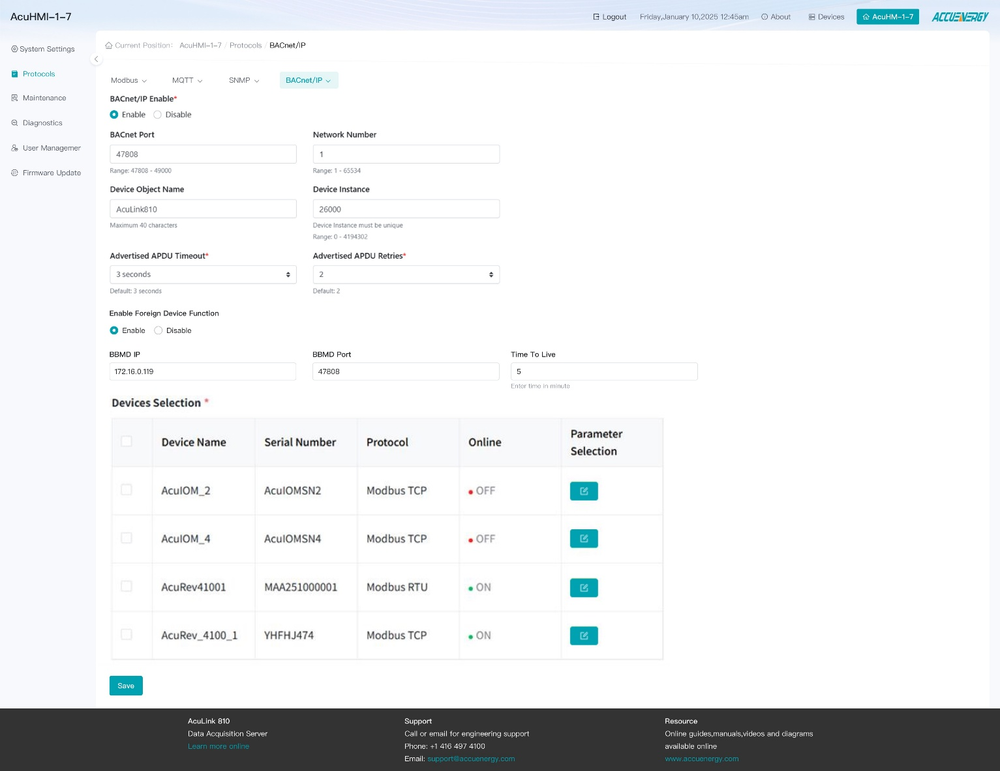 AcuHMI-1-7
Logout
Friday,January 10,2025 12:45am
About
Devices
AcuHM-1-7
ACCUENERGY
System Settings
Protocols
Maintenance
Diagnostics
User Managemer
Firmware Update
Current Position: AcuHMI-1-7 / Protocols / BACnet/IP
Modbus
MQTT
SNMP
BACnet/IP
BACnet/IP Enable*
Enable Disable
BACnet Port
47808
Range: 47808 - 49000
Network Number
1
Range: 1 - 65534
Device Object Name
AcuLink810
Maximum 40 characters
Device Instance
26000
Device Instance must be unique
Range: 0 - 4194302
Advertised APDU Timeout*
3 seconds
Default: 3 seconds
Advertised APDU Retries*
2
Default: 2
Enable Foreign Device Function
Enable Disable
BBMD IP
172.16.0.119
BBMD Port
47808
Time To Live
5
Enter time in minute
Devices Selection *
Device Name Serial Number Protocol Online Parameter Selection
AcuIOM_2 AcuIOMSN2 Modbus TCP OFF
AcuIOM_4 AcuIOMSN4 Modbus TCP OFF
AcuRev41001 MAA251000001 Modbus RTU ON
AcuRev_4100_1 YHFHJ474 Modbus TCP ON
Save
AcuLink 810
Data Acquisition Server
Learn more online
Support
Call or email for engineering support
Phone: +1 416 497 4100
Email: support@accuenergy.com
Resource
Online guides,manuals,videos and diagrams
available online
www.accuenergy.com